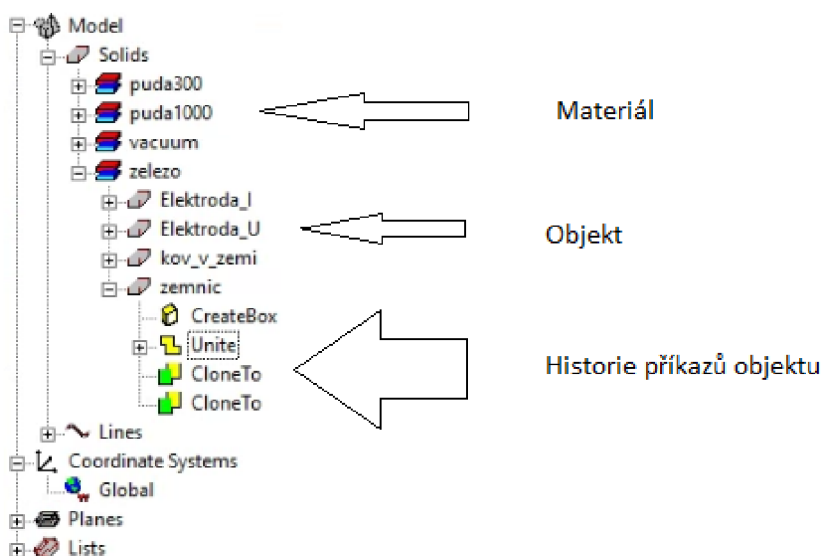 Model
Solids
puda300
puda1000
Materiál
vacuum
zelezo
Elektroda_I
Elektroda_U
Objekt
kov_v_zemi
zemnic
CreateBox
Unite
Historie příkazů objektu
CloneTo
CloneTo
Lines
Coordinate Systems
Global
Planes
Lists